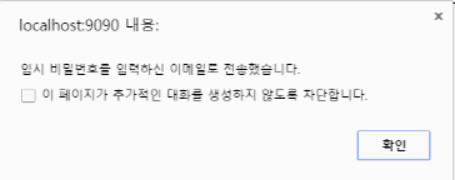 localhost:9090 내용:
임시 비밀번호를 입력하신 이메일로 전송했습니다.
이 페이지가 추가적인 대화를 생성하지 않도록 차단합니다.
확인